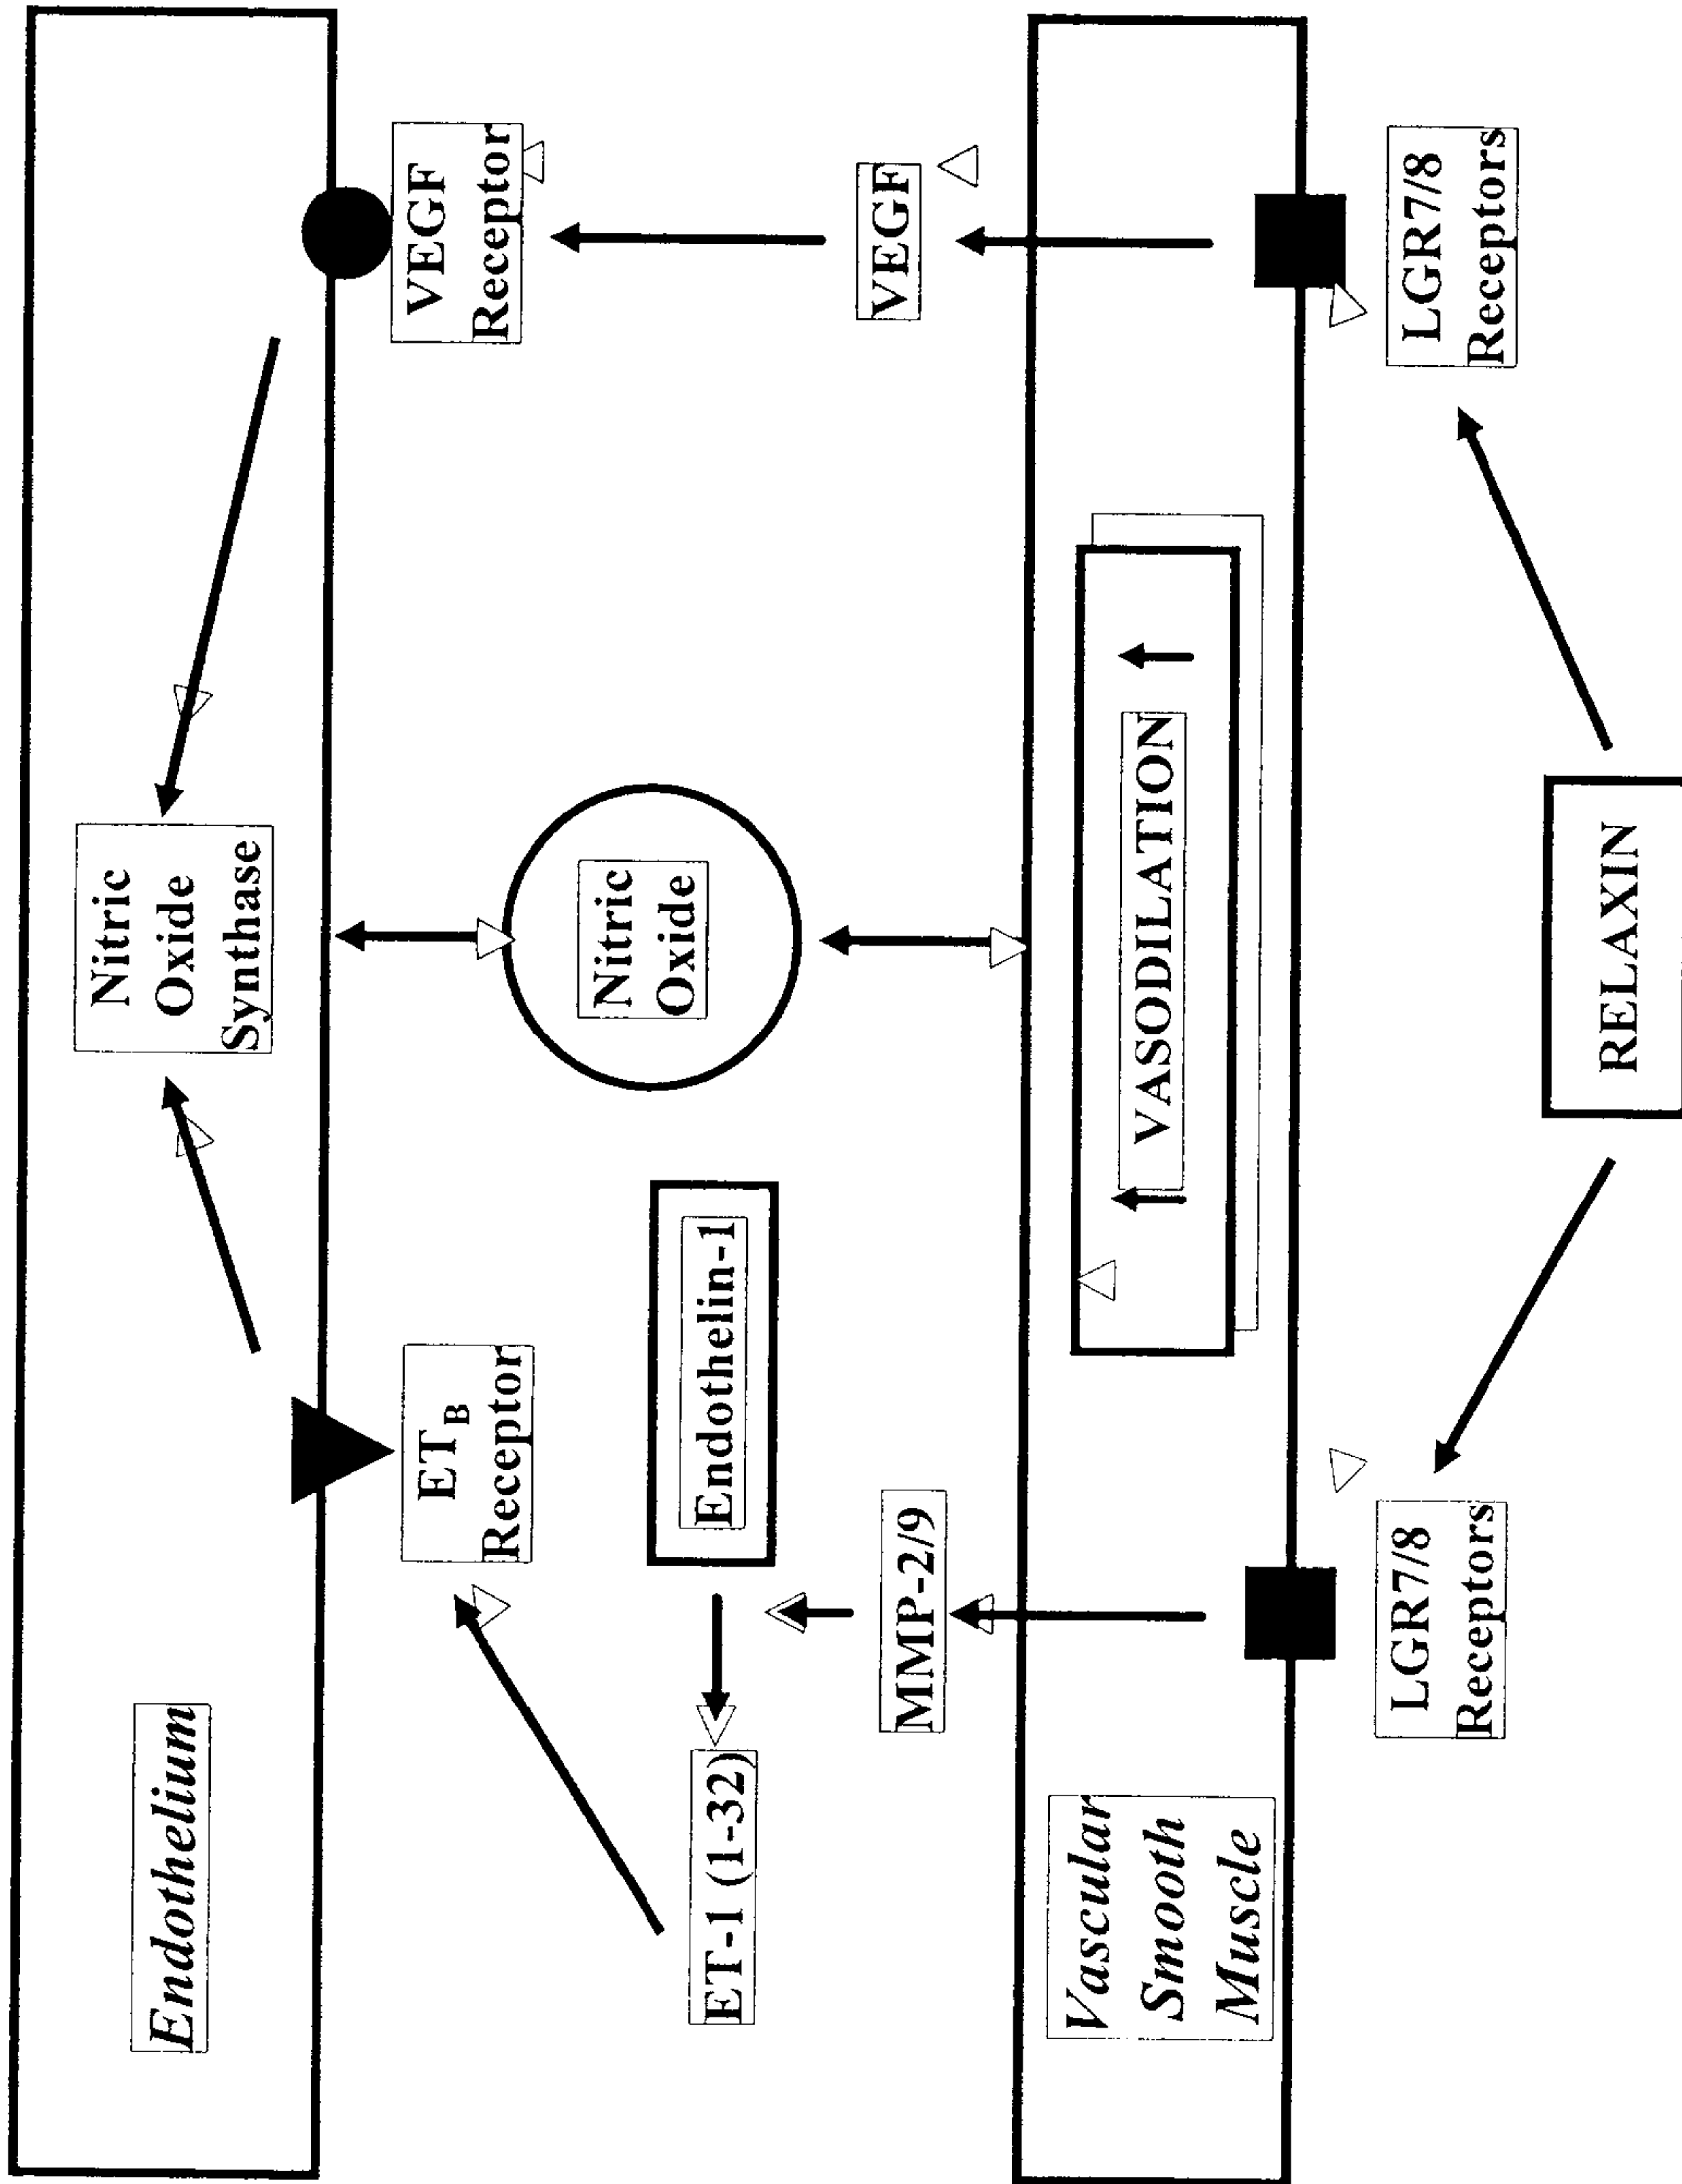 Endothelium
Nitric
Oxide
Synthase
ET_B
Receptor
VEGF
Receptor
ET-1 (1-32)
Endothelin-1
Nitric
Oxide
MMP-2/9
VEGF
Vascular
Smooth
Muscle
VASODILATION
LGR7/8
Receptors
LGR7/8
Receptors
RELAXIN